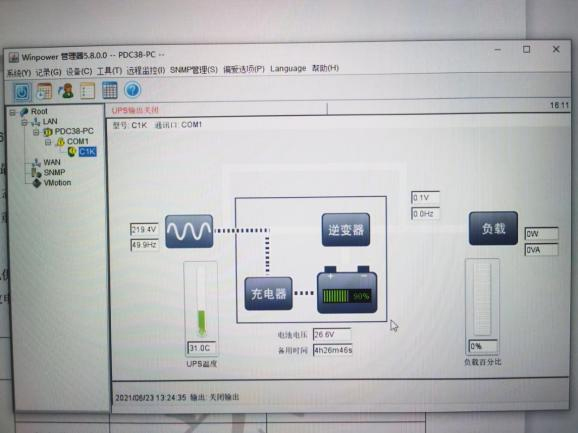 Winpower 管理器5.8.0.0 -- PDC38-PC --
系统(Y) 记录(G) 设备(C) 工具(T) 远程监控(I) SNMP管理(S) 偏爱选项(P) Language 帮助(H)
UPS输出关闭 16:11
Root
LAN
PDC38-PC
COM1
C1K
WAN
SNMP
VMotion
型号: C1K 通讯口: COM1
219.4V
49.9Hz
逆变器
0.1V
0.0Hz
负载
0W
0VA
充电器
+ −
90%
31.0C
UPS温度
电池电压 26.6V
备用时间 4h26m46s
0%
负载百分比
2021/08/23 13:24:35 输出: 关闭输出